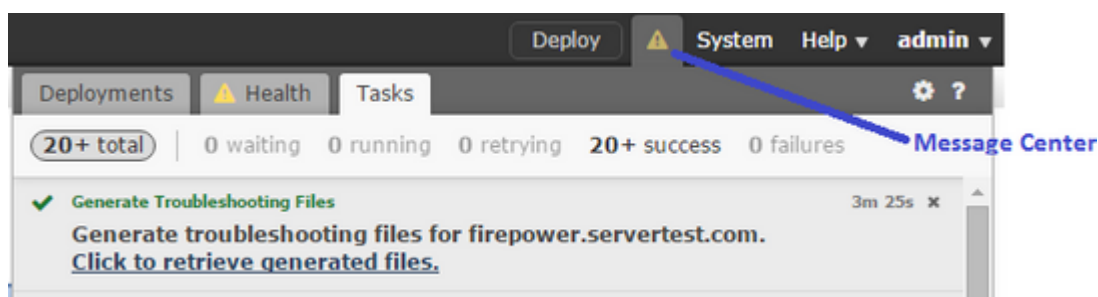 Deploy System Help admin
Deployments Health Tasks ?
20+ total 0 waiting 0 running 0 retrying 20+ success 0 failures
Message Center
Generate Troubleshooting Files 3m 25s
Generate troubleshooting files for firepower.servertest.com.
Click to retrieve generated files.